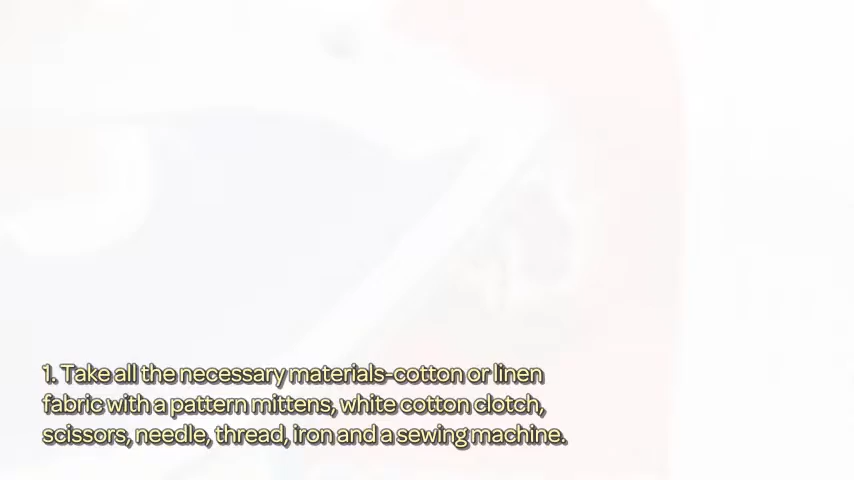 1. Take all the necessary materials-cotton or linen
fabric with a pattern mittens, white cotton clotch,
scissors, needle, thread, iron and a sewing machine.